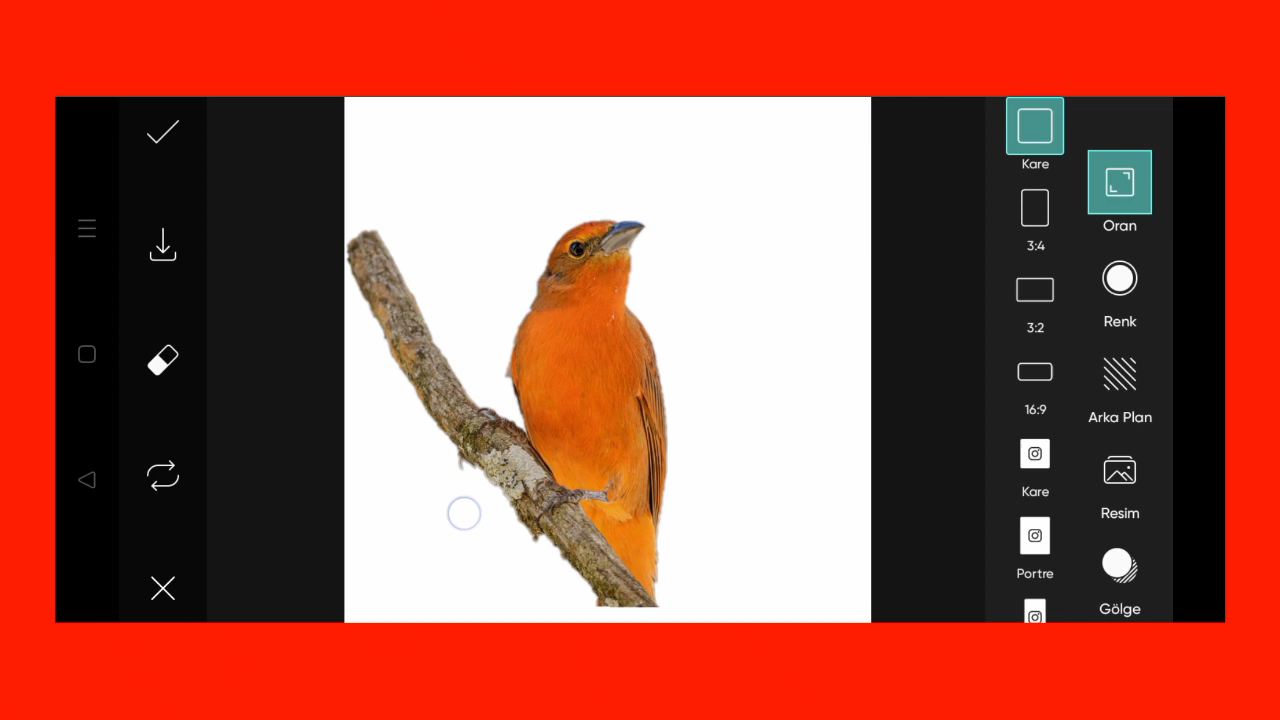 Kare
3:4
3:2
16:9
Kare
Portre
Oran
Renk
Arka Plan
Resim
Gölge